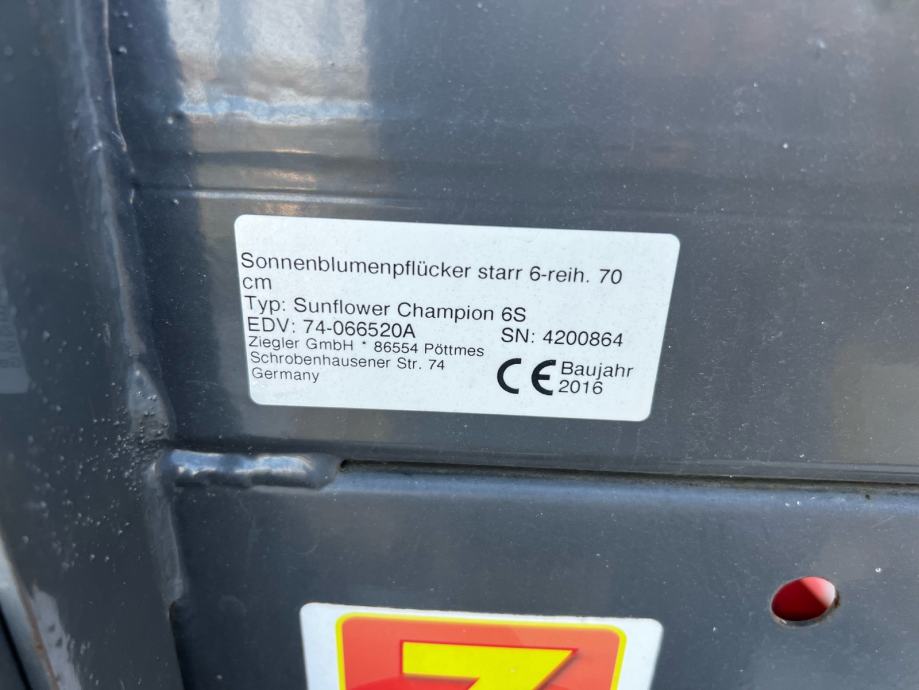 Sonnenblumenpflücker starr 6-reih. 70
cm
Typ: Sunflower Champion 6S
EDV: 74-066520A SN: 4200864
Ziegler GmbH * 86554 Pöttmes
Schrobenhausener Str. 74
Germany
CE Baujahr
2016